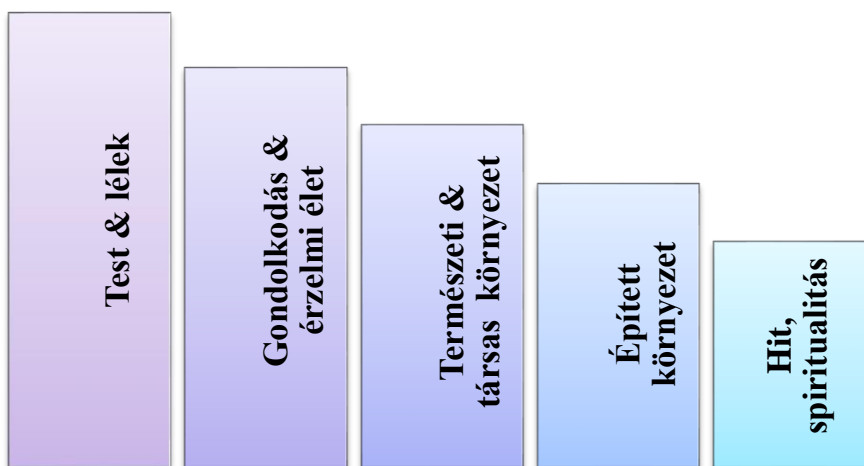 Test & lélek
Gondolkodás &
érzelmi élet
Természeti &
társas környezet
Épített
környezet
Hit,
spiritualitás